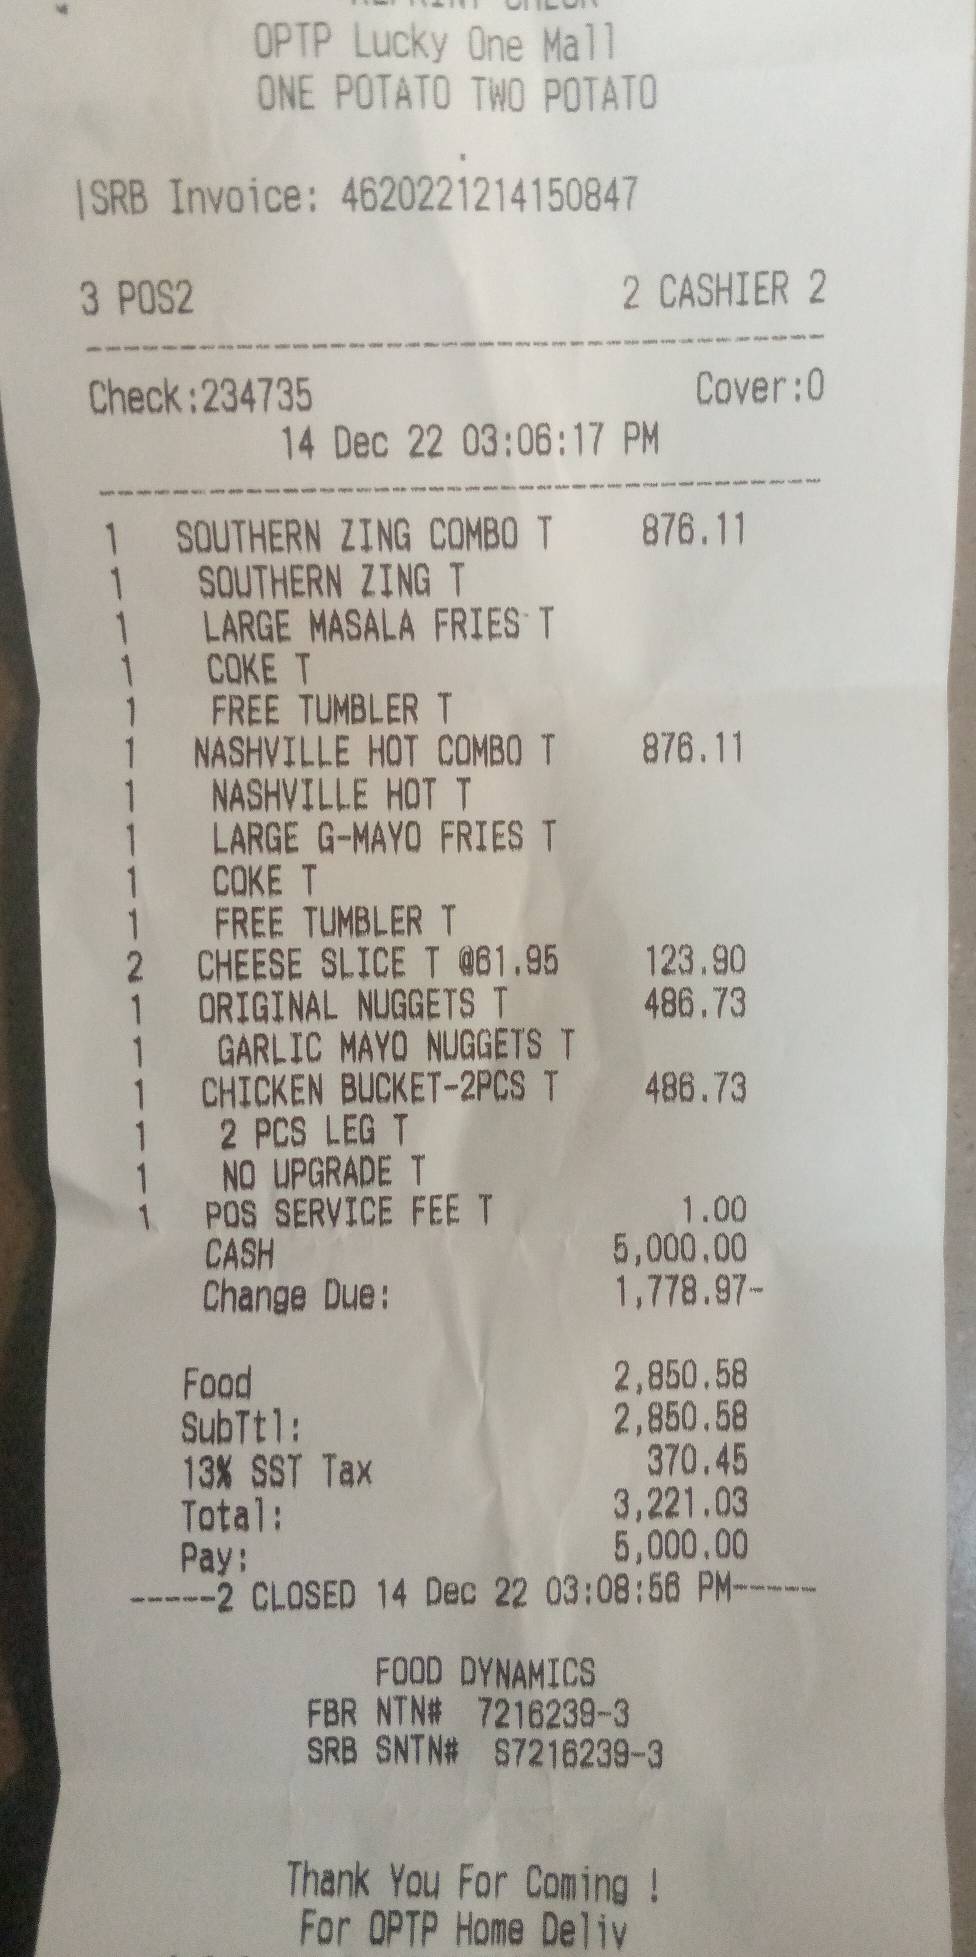 REPRINT CHECK
OPTP Lucky One Mall
ONE POTATO TWO POTATO
|SRB Invoice: 4620221214150847
3 POS2 2 CASHIER 2
Check:234735 Cover:0
14 Dec 22 03:06:17 PM
1 SOUTHERN ZING COMBO T 876.11
1 SOUTHERN ZING T
1 LARGE MASALA FRIES T
1 COKE T
1 FREE TUMBLER T
1 NASHVILLE HOT COMBO T 876.11
1 NASHVILLE HOT T
1 LARGE G-MAYO FRIES T
1 COKE T
1 FREE TUMBLER T
2 CHEESE SLICE T @61.95 123.90
1 ORIGINAL NUGGETS T 486.73
1 GARLIC MAYO NUGGETS T
1 CHICKEN BUCKET-2PCS T 486.73
1 2 PCS LEG T
1 NO UPGRADE T
1 POS SERVICE FEE T 1.00
CASH 5,000.00
Change Due: 1,778.97-
Food 2,850.58
SubTtl: 2,850.58
13% SST Tax 370.45
Total: 3,221.03
Pay: 5,000.00
------2 CLOSED 14 Dec 22 03:08:56 PM------
FOOD DYNAMICS
FBR NTN# 7216239-3
SRB SNTN# S7216239-3
Thank You For Coming !
For OPTP Home Deliv